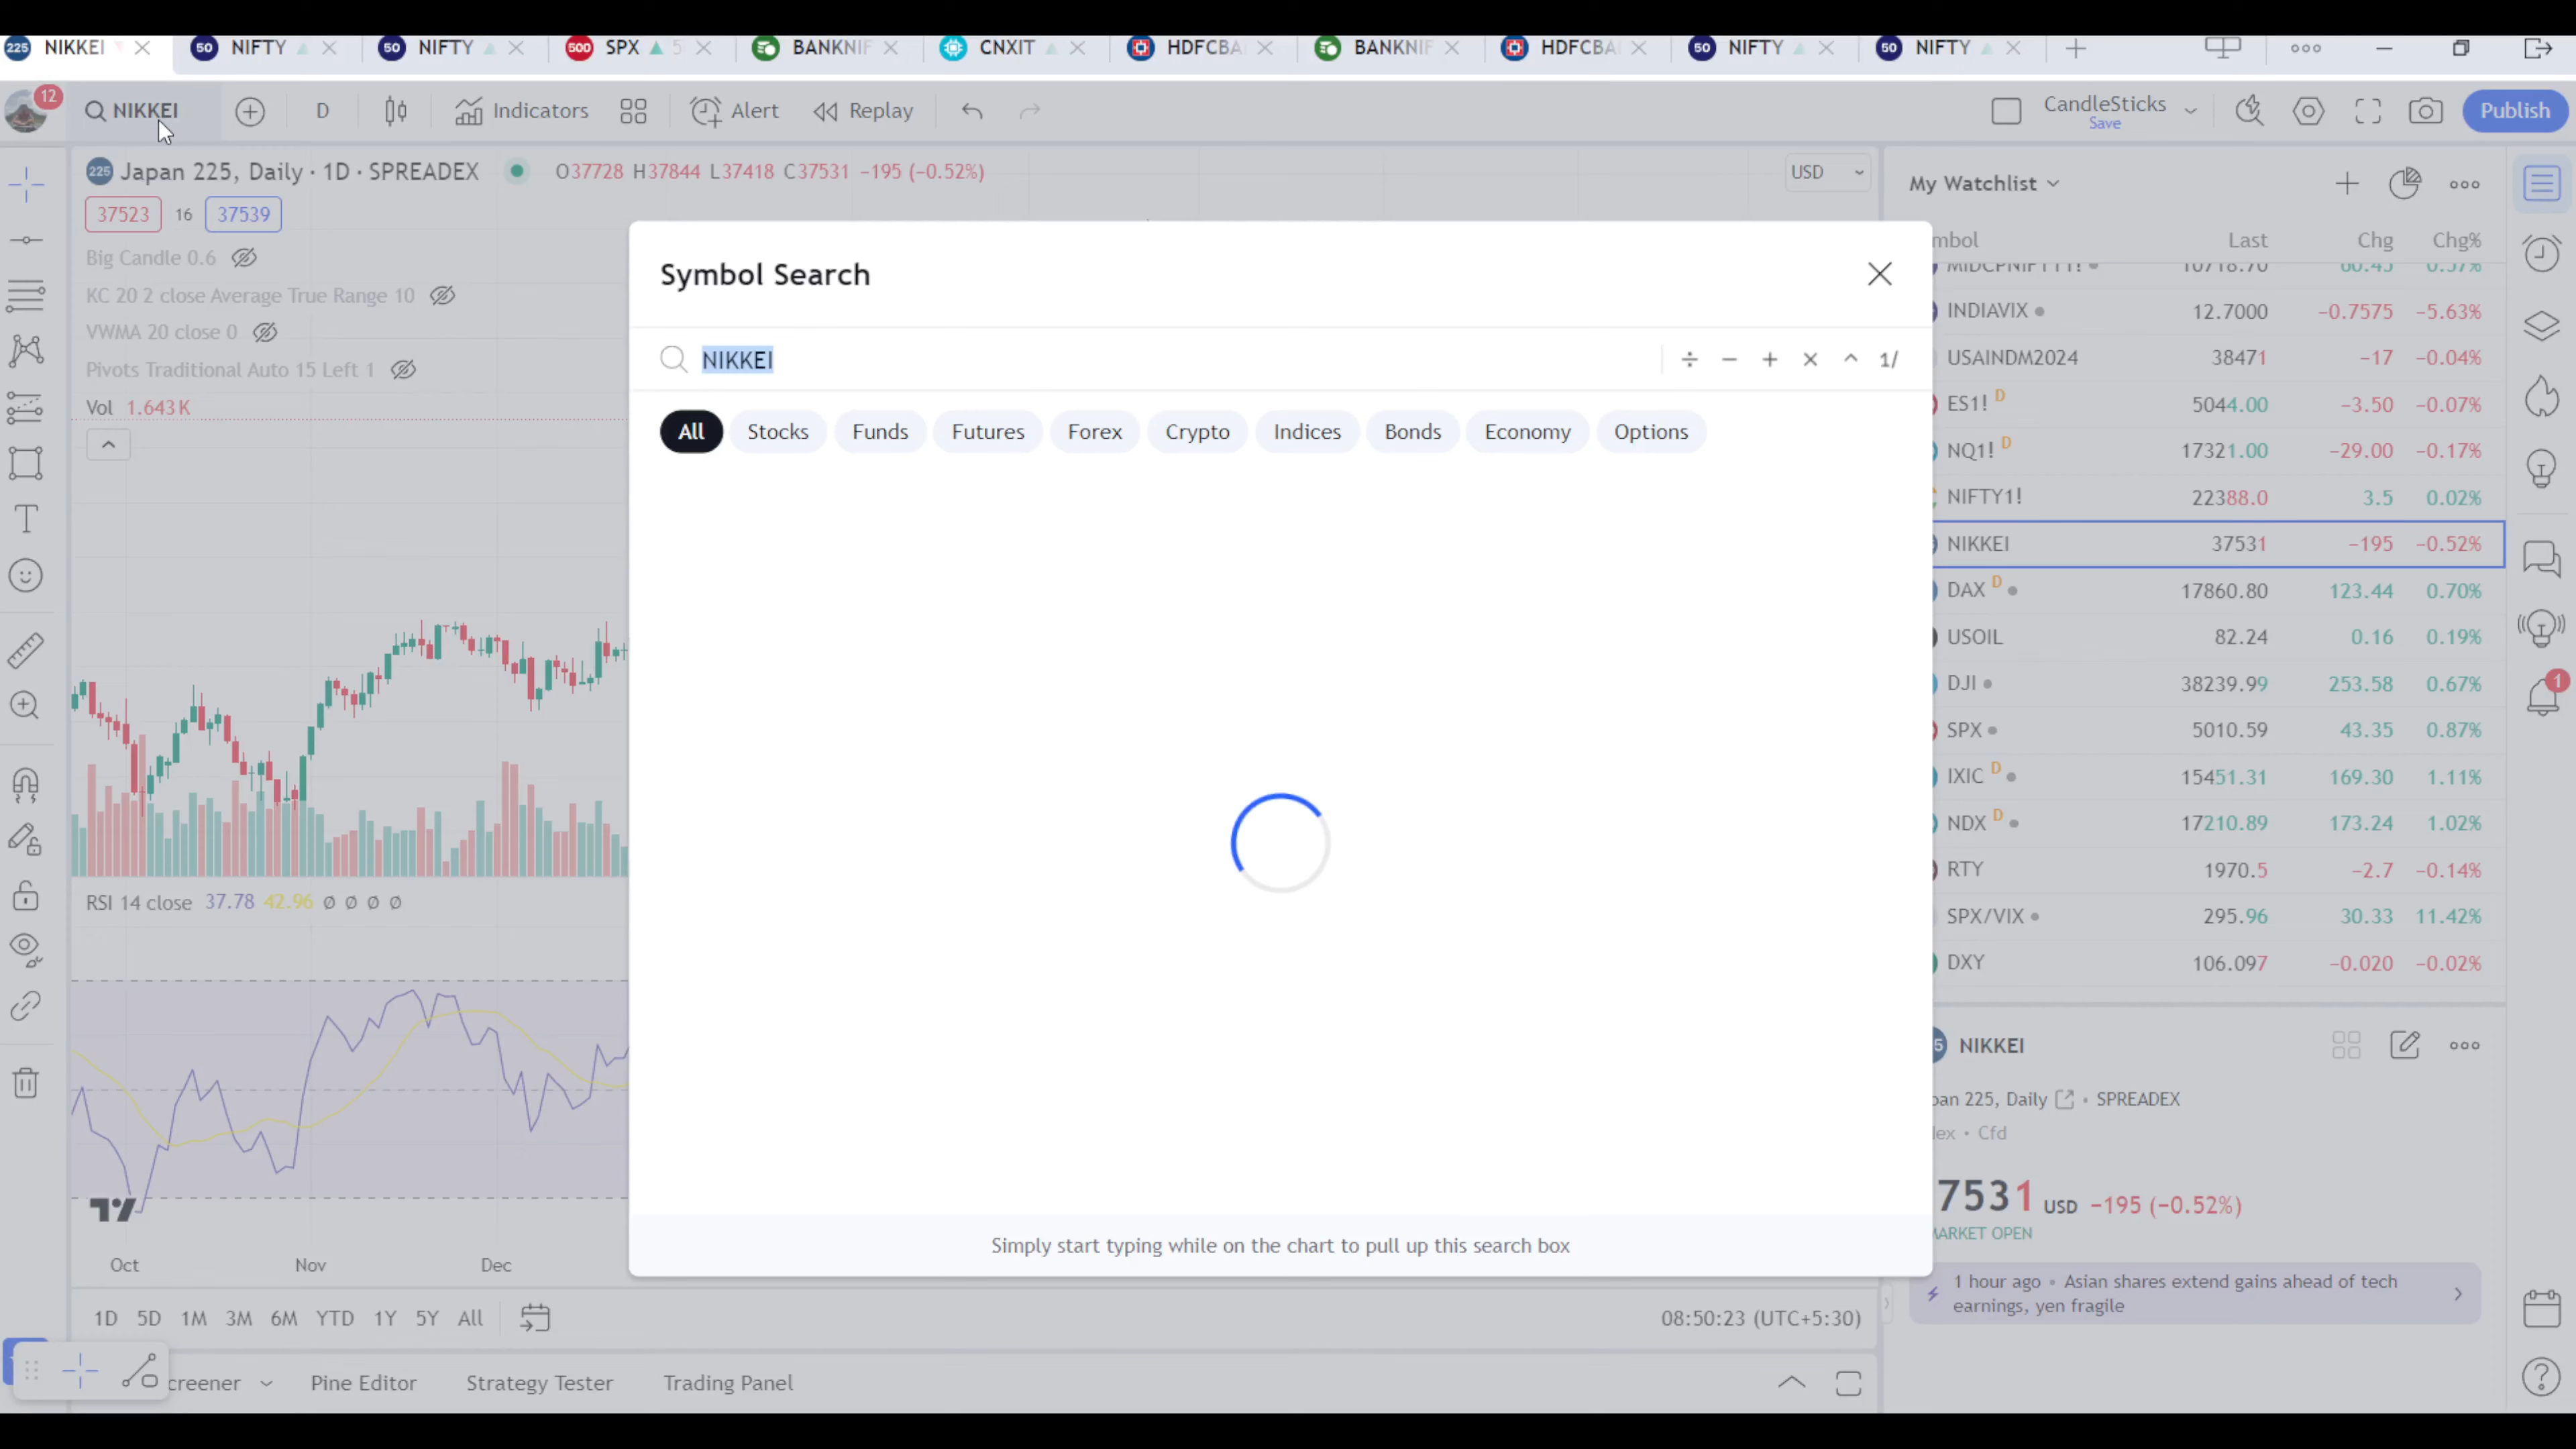 225 NIKKEI 50 NIFTY 50 NIFTY 500 SPX 5 BANKNIF CNXIT HDFCBA BANKNIF HDFCBA 50 NIFTY 50 NIFTY
12 NIKKEI D Indicators Alert Replay CandleSticks Save Publish
225 Japan 225, Daily · 1D · SPREADEX O37728 H37844 L37418 C37531 −195 (−0.52%) USD
37523 16 37539
Big Candle 0.6
KC 20 2 close Average True Range 10
VWMA 20 close 0
Pivots Traditional Auto 15 Left 1
Vol 1.643K
Symbol Search
NIKKEI ÷ − + × ^ 1/
All Stocks Funds Futures Forex Crypto Indices Bonds Economy Options
Simply start typing while on the chart to pull up this search box
RSI 14 close 37.78 42.96 Ø Ø Ø Ø
Oct Nov Dec
1D 5D 1M 3M 6M YTD 1Y 5Y All 08:50:23 (UTC+5:30)
creener Pine Editor Strategy Tester Trading Panel
My Watchlist
mbol Last Chg Chg%
INDIAVIX 12.7000 −0.7575 −5.63%
USAINDM2024 38471 −17 −0.04%
ES1! D 5044.00 −3.50 −0.07%
NQ1! D 17321.00 −29.00 −0.17%
NIFTY1! 22388.0 3.5 0.02%
NIKKEI 37531 −195 −0.52%
DAX D 17860.80 123.44 0.70%
USOIL 82.24 0.16 0.19%
DJI 38239.99 253.58 0.67%
SPX 5010.59 43.35 0.87%
IXIC D 15451.31 169.30 1.11%
NDX D 17210.89 173.24 1.02%
RTY 1970.5 −2.7 −0.14%
SPX/VIX 295.96 30.33 11.42%
DXY 106.097 −0.020 −0.02%
5 NIKKEI
pan 225, Daily • SPREADEX
lex • Cfd
7531 USD −195 (−0.52%)
MARKET OPEN
1 hour ago • Asian shares extend gains ahead of tech
earnings, yen fragile
1